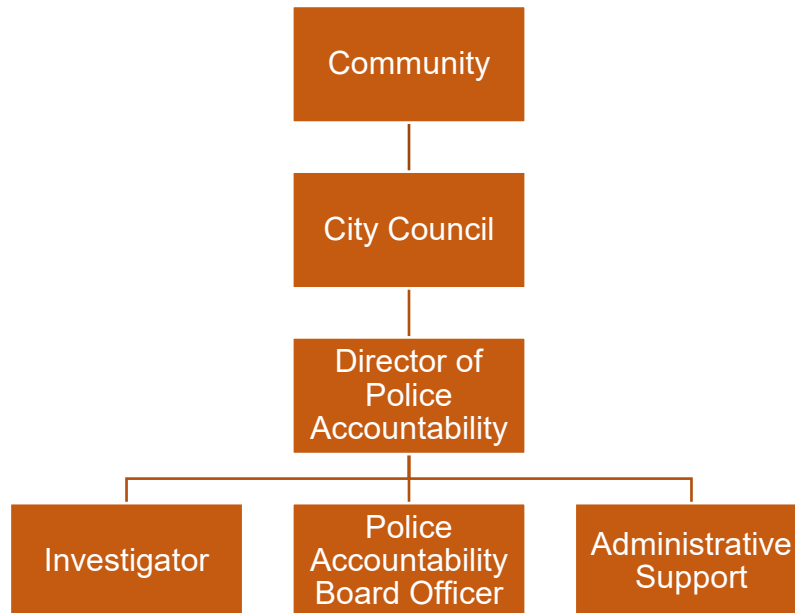 Community
City Council
Director of
Police
Accountability
Investigator
Police
Accountability
Board Officer
Administrative
Support